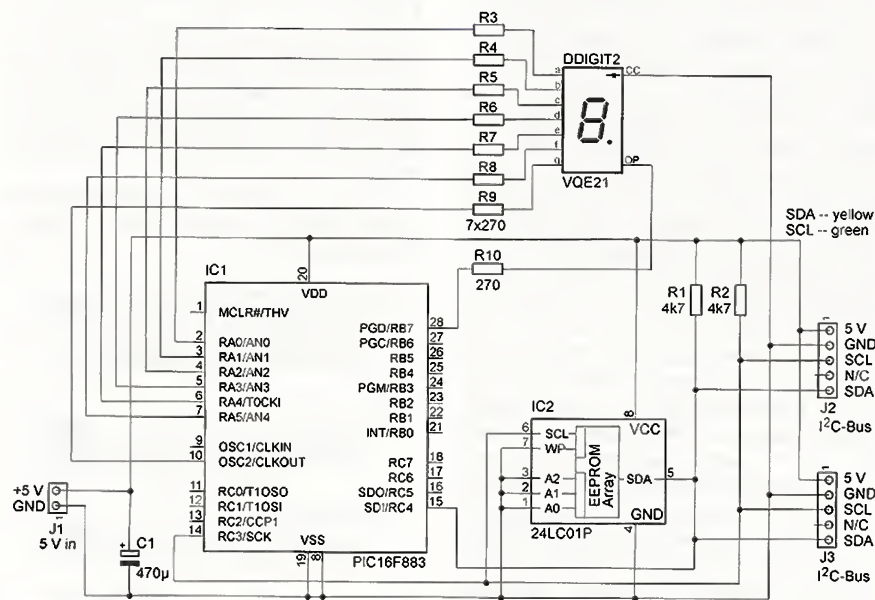 R3
R4
R5
R6
R7
R8
R9
7x270
DDIGIT2
a
b
c
d
e
f
g
CC
DP
VQE21
SDA -- yellow
SCL -- green
R10
270
R1
4k7
R2
4k7
IC1
20
VDD
1
MCLR#/THV
2
RA0/AN0
3
RA1/AN1
4
RA2/AN2
5
RA3/AN3
6
RA4/T0CKI
7
RA5/AN4
9
OSC1/CLKIN
10
OSC2/CLKOUT
11
RC0/T1OSO
12
RC1/T1OSI
13
RC2/CCP1
14
RC3/SCK
PGD/RB7
28
PGC/RB6
27
RB5
26
RB4
25
PGM/RB3
24
RB2
23
RB1
22
INT/RB0
21
RC7
18
RC6
17
SDO/RC5
16
SDI/RC4
15
VSS
19
8
PIC16F883
+5 V
GND
1
J1
5 V in
+
C1
470µ
IC2
8
VCC
6
SCL
7
WP
3
A2
2
A1
1
A0
EEPROM
Array
SDA
5
GND
4
24LC01P
1
5 V
GND
SCL
N/C
SDA
J2
I2C-Bus
1
5 V
GND
SCL
N/C
SDA
J3
I2C-Bus